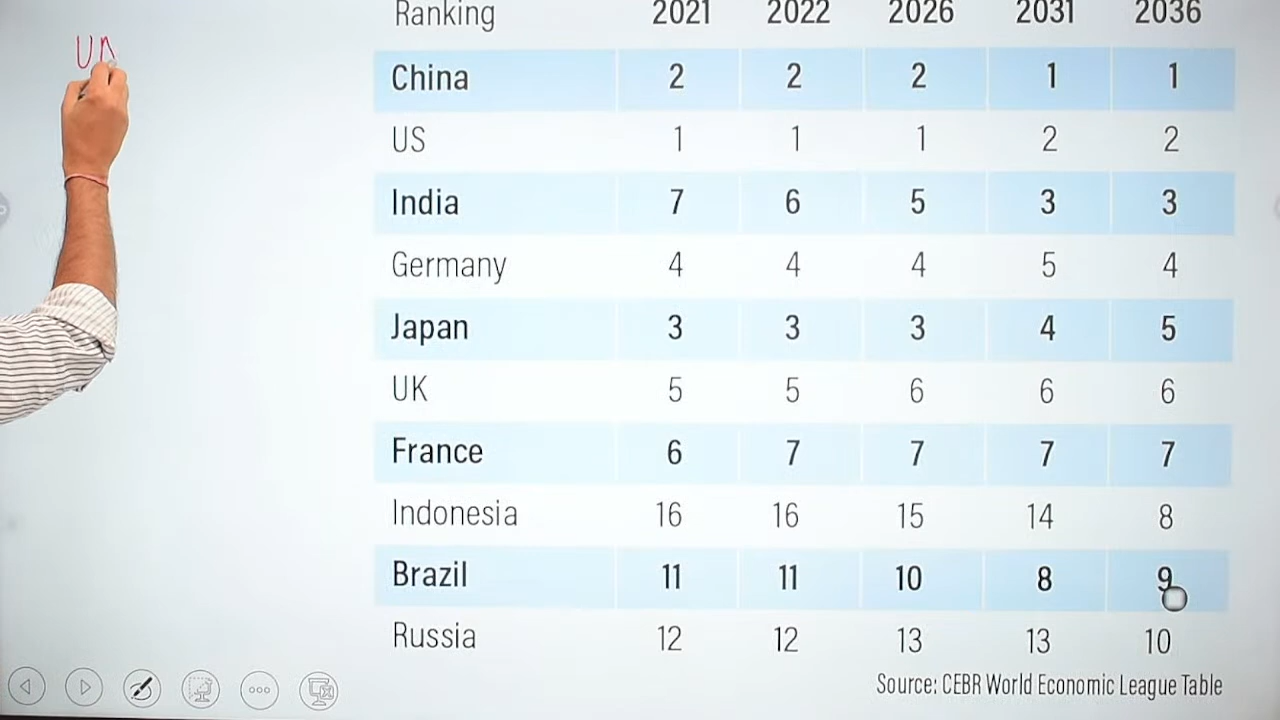 Ranking 2021 2022 2026 2031 2036
China 2 2 2 1 1
US 1 1 1 2 2
India 7 6 5 3 3
Germany 4 4 4 5 4
Japan 3 3 3 4 5
UK 5 5 6 6 6
France 6 7 7 7 7
Indonesia 16 16 15 14 8
Brazil 11 11 10 8 9
Russia 12 12 13 13 10
Source: CEBR World Economic League Table